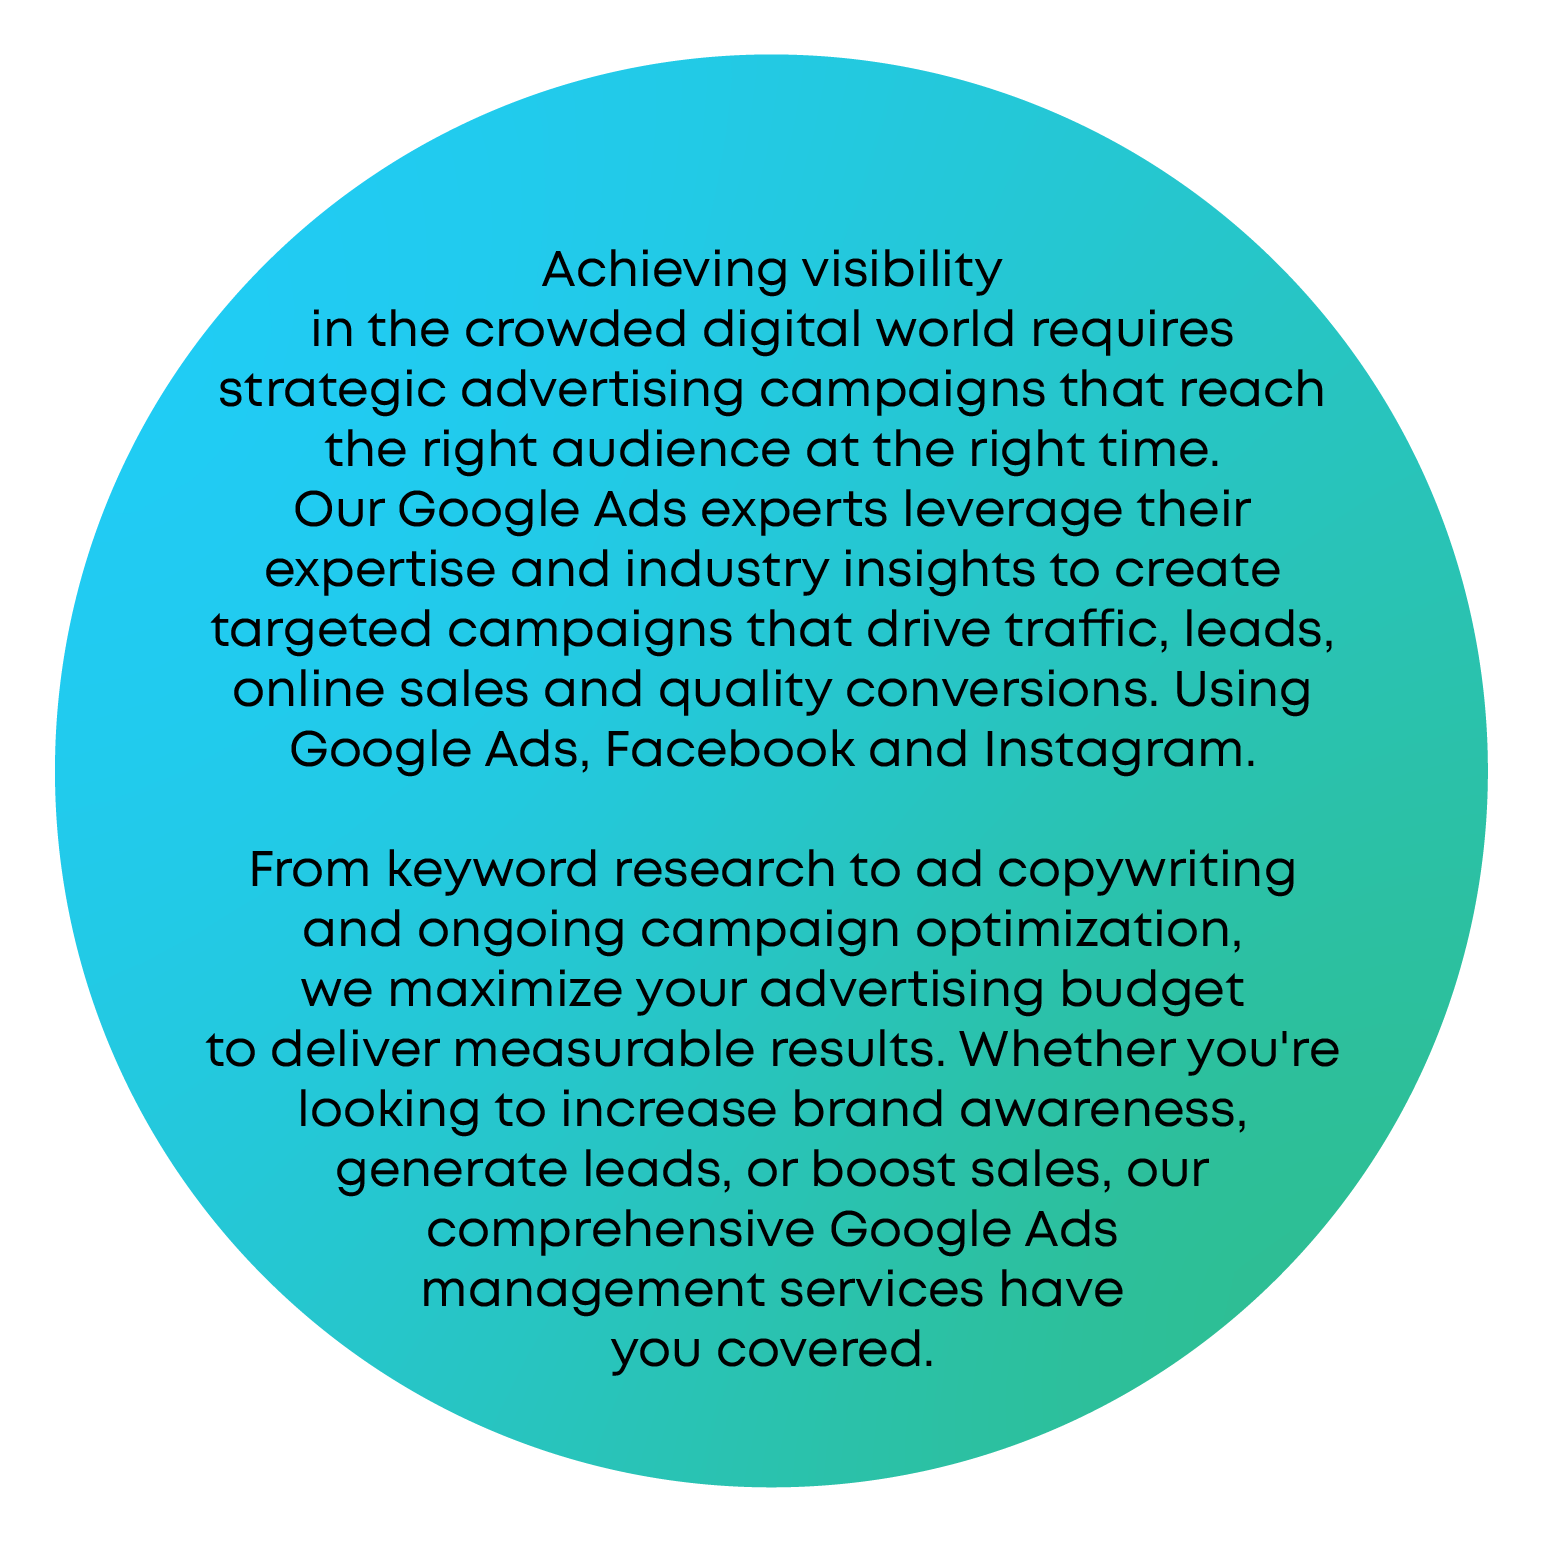 Achieving visibility
in the crowded digital world requires
strategic advertising campaigns that reach
the right audience at the right time.
Our Google Ads experts leverage their
expertise and industry insights to create
targeted campaigns that drive traffic, leads,
online sales and quality conversions. Using
Google Ads, Facebook and Instagram.
From keyword research to ad copywriting
and ongoing campaign optimization,
we maximize your advertising budget
to deliver measurable results. Whether you're
looking to increase brand awareness,
generate leads, or boost sales, our
comprehensive Google Ads
management services have
you covered.